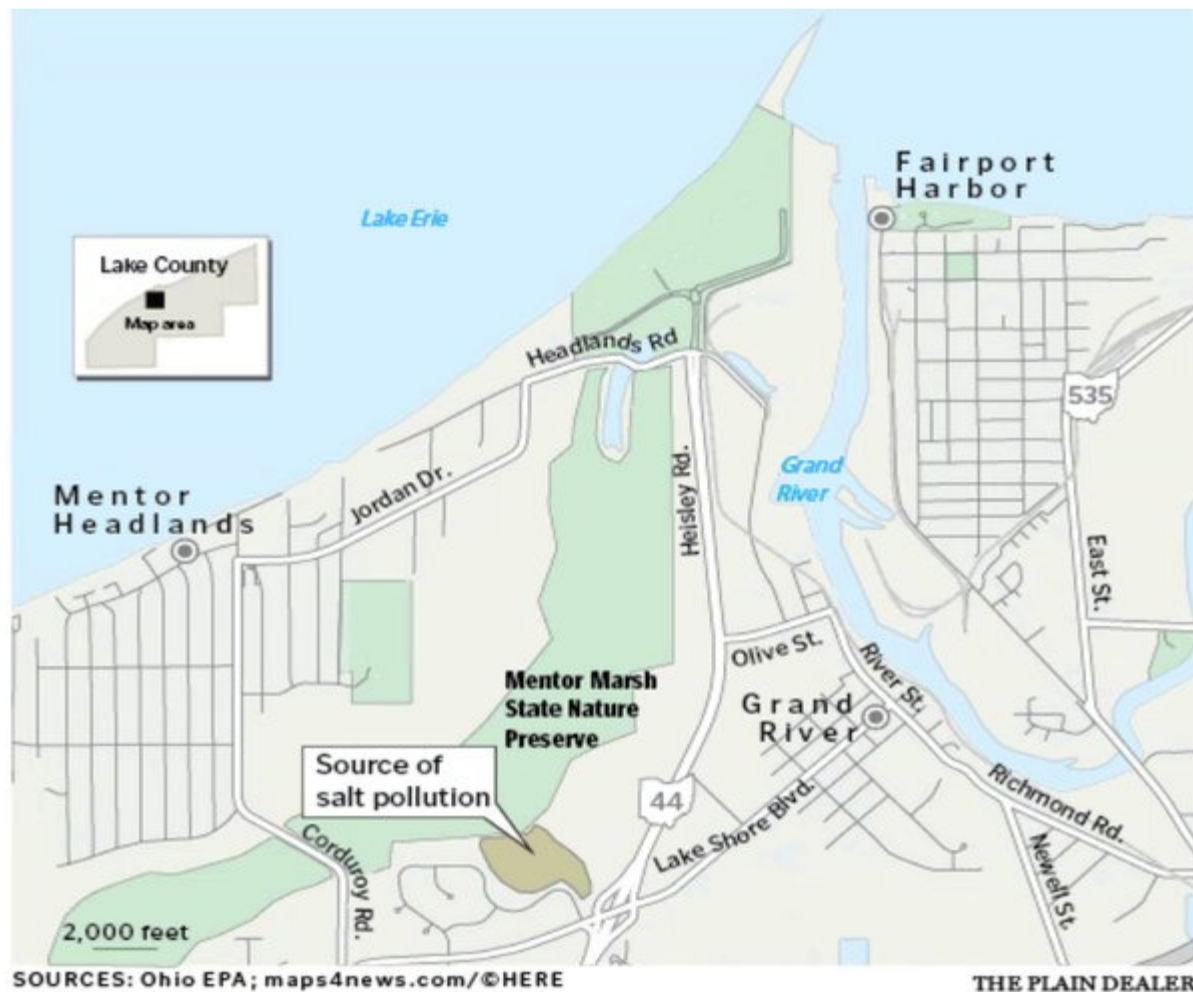 Fairport
Harbor
Lake Erie
Lake County
Map area
Headlands Rd
535
Mentor
Headlands
Jordan Dr.
Heisley Rd.
Grand
River
East St.
Olive St.
River St.
Mentor Marsh
State Nature
Preserve
Grand
River
Source of
salt pollution
44
Lake Shore Blvd.
Richmond Rd.
Newell St.
Corduroy Rd.
2,000 feet
SOURCES: Ohio EPA; maps4news.com/©HERE
THE PLAIN DEALER